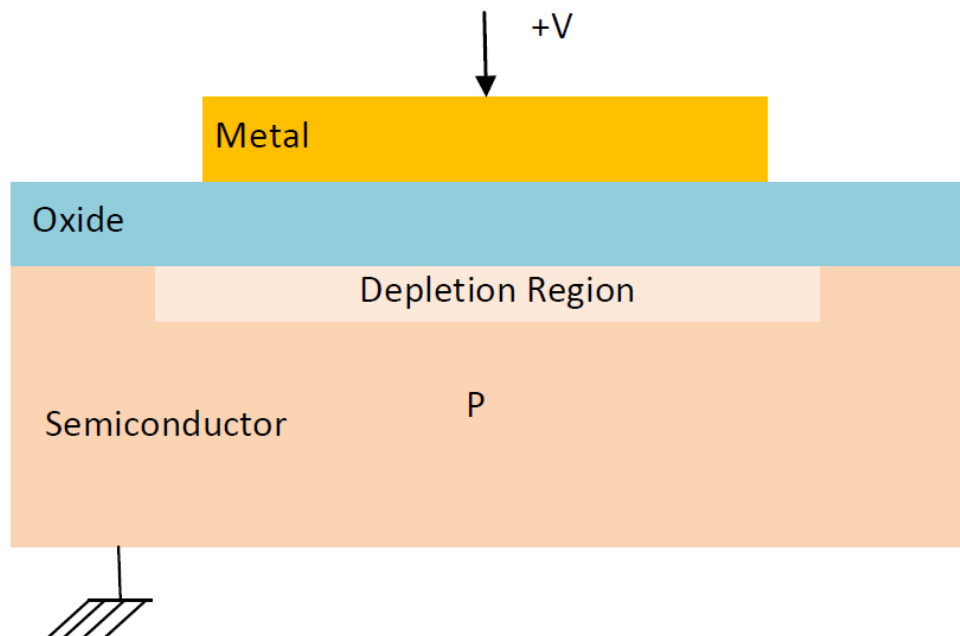 +V
Metal
Oxide
Depletion Region
P
Semiconductor